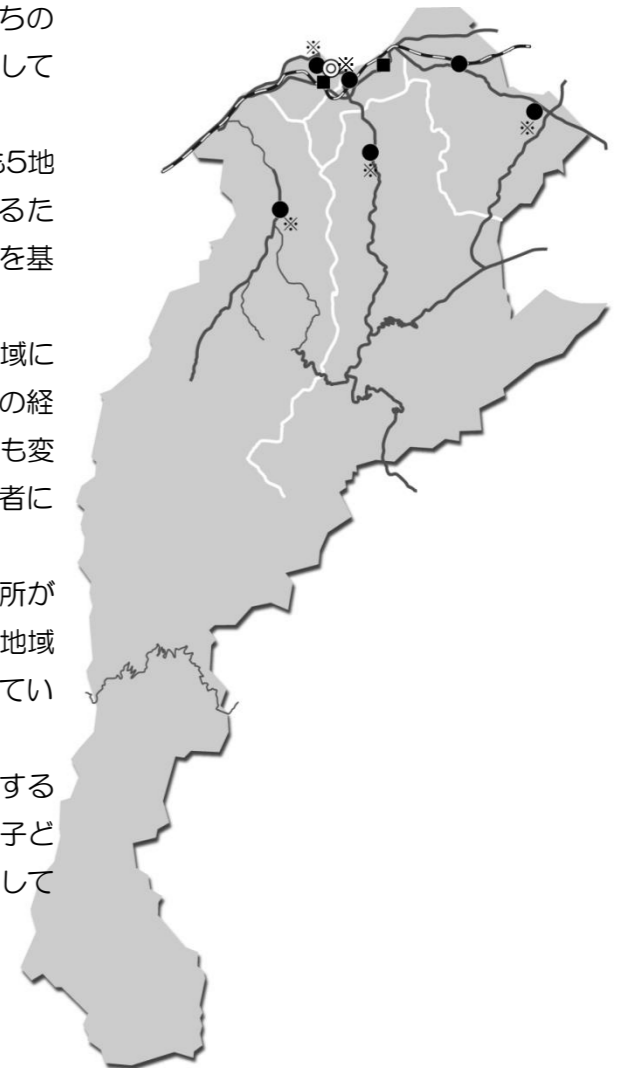 ちの
して
も5地
るた
を基
域に
の経
も変
者に
所が
地域
てい
する
子ど
して
※
※
※
※
※